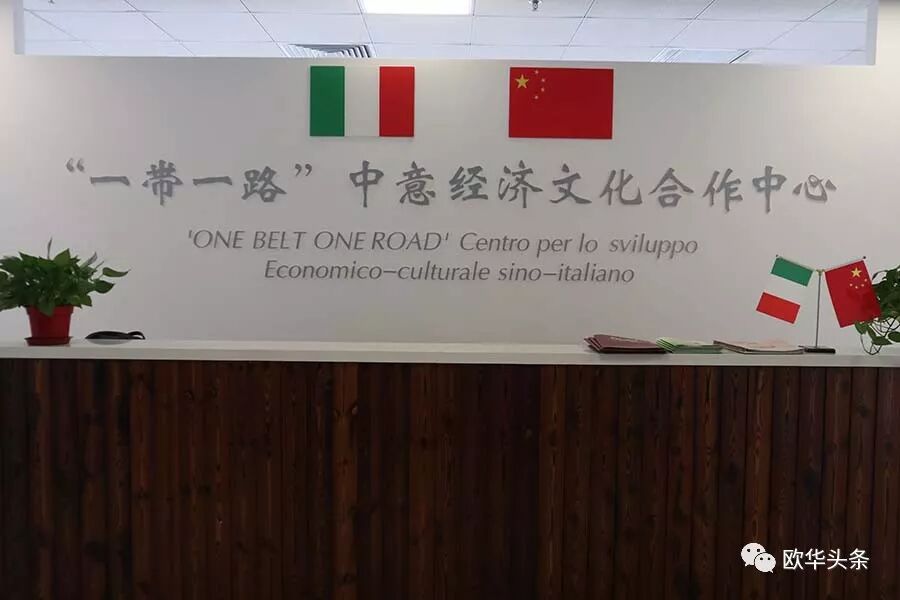 “一带一路”中意经济文化合作中心
'ONE BELT ONE ROAD' Centro per lo sviluppo
Economico-culturale sino-italiano
欧华头条